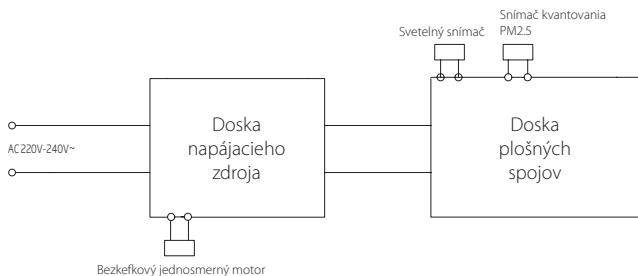 Snímač kvantovania
PM2.5
Svetelný snímač
Doska
napájacieho
zdroja
Doska
plošných
spojov
AC 220V-240V~
Bezkefkový jednosmerný motor